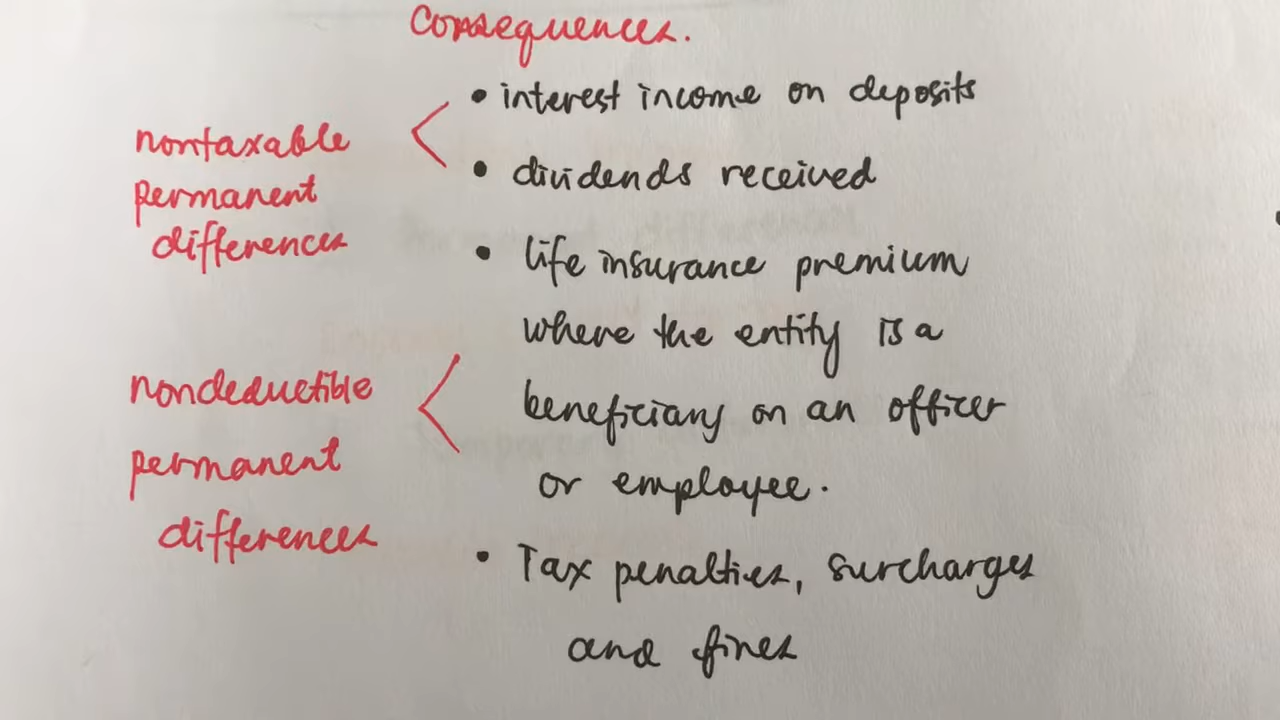 Consequences.
• interest income on deposits
nontaxable
permanent
differences
• dividends received
• life insurance premium
where the entity is a
beneficiary on an officer
or employee.
nondeductible
permanent
differences
• Tax penalties, surcharges
and fines